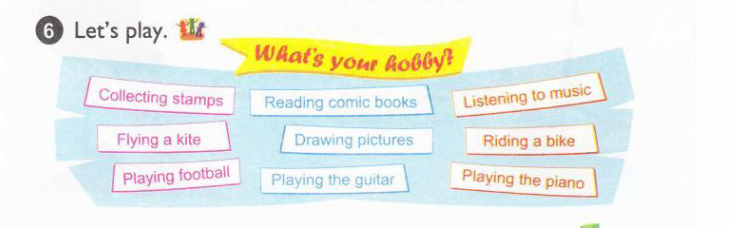 6 Let's play.
What's your hobby?
Collecting stamps
Reading comic books
Listening to music
Flying a kite
Drawing pictures
Riding a bike
Playing football
Playing the guitar
Playing the piano